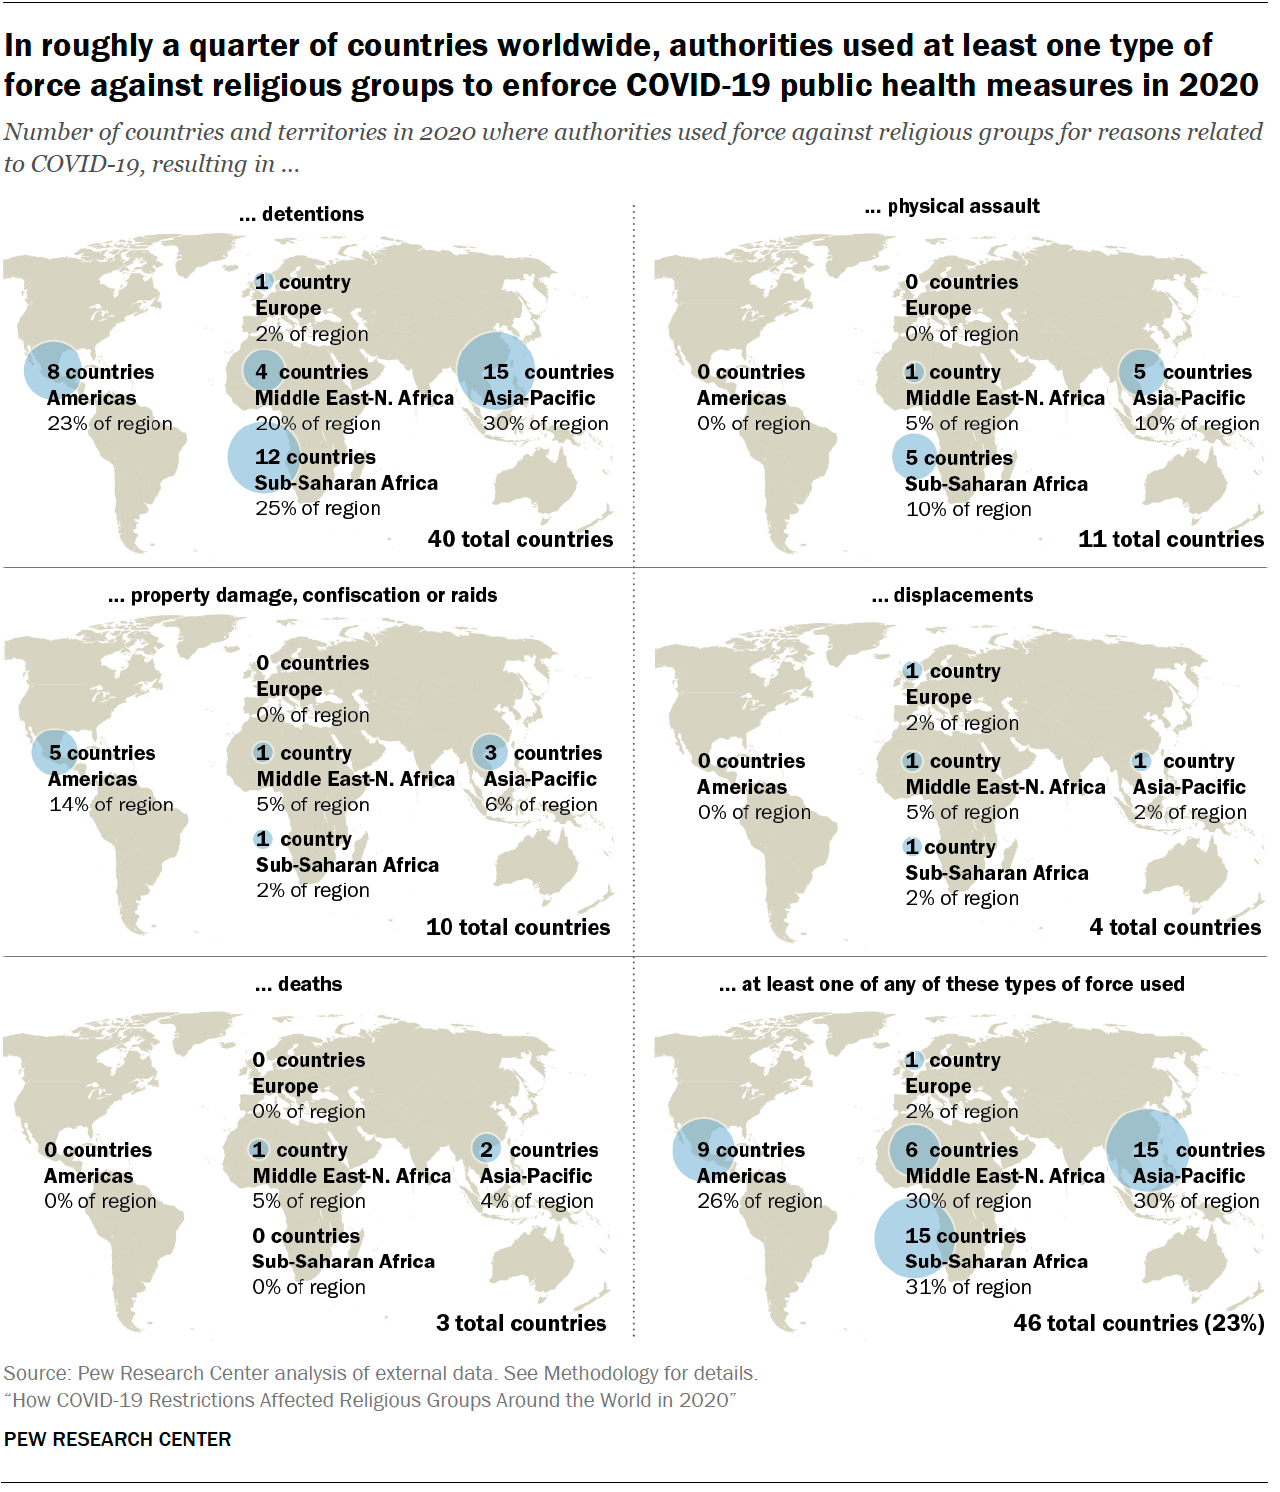 In roughly a quarter of countries worldwide, authorities used at least one type of
force against religious groups to enforce COVID-19 public health measures in 2020
Number of countries and territories in 2020 where authorities used force against religious groups for reasons related
to COVID-19, resulting in ...
... detentions
1 country
Europe
2% of region
8 countries
Americas
23% of region
4 countries
Middle East-N. Africa
20% of region
15 countries
Asia-Pacific
30% of region
12 countries
Sub-Saharan Africa
25% of region
40 total countries
... physical assault
0 countries
Europe
0% of region
0 countries
Americas
0% of region
1 country
Middle East-N. Africa
5% of region
5 countries
Asia-Pacific
10% of region
5 countries
Sub-Saharan Africa
10% of region
11 total countries
... property damage, confiscation or raids
0 countries
Europe
0% of region
5 countries
Americas
14% of region
1 country
Middle East-N. Africa
5% of region
3 countries
Asia-Pacific
6% of region
1 country
Sub-Saharan Africa
2% of region
10 total countries
... displacements
1 country
Europe
2% of region
0 countries
Americas
0% of region
1 country
Middle East-N. Africa
5% of region
1 country
Asia-Pacific
2% of region
1 country
Sub-Saharan Africa
2% of region
4 total countries
... deaths
0 countries
Europe
0% of region
0 countries
Americas
0% of region
1 country
Middle East-N. Africa
5% of region
2 countries
Asia-Pacific
4% of region
0 countries
Sub-Saharan Africa
0% of region
3 total countries
... at least one of any of these types of force used
1 country
Europe
2% of region
9 countries
Americas
26% of region
6 countries
Middle East-N. Africa
30% of region
15 countries
Asia-Pacific
30% of region
15 countries
Sub-Saharan Africa
31% of region
46 total countries (23%)
Source: Pew Research Center analysis of external data. See Methodology for details.
“How COVID-19 Restrictions Affected Religious Groups Around the World in 2020”
PEW RESEARCH CENTER